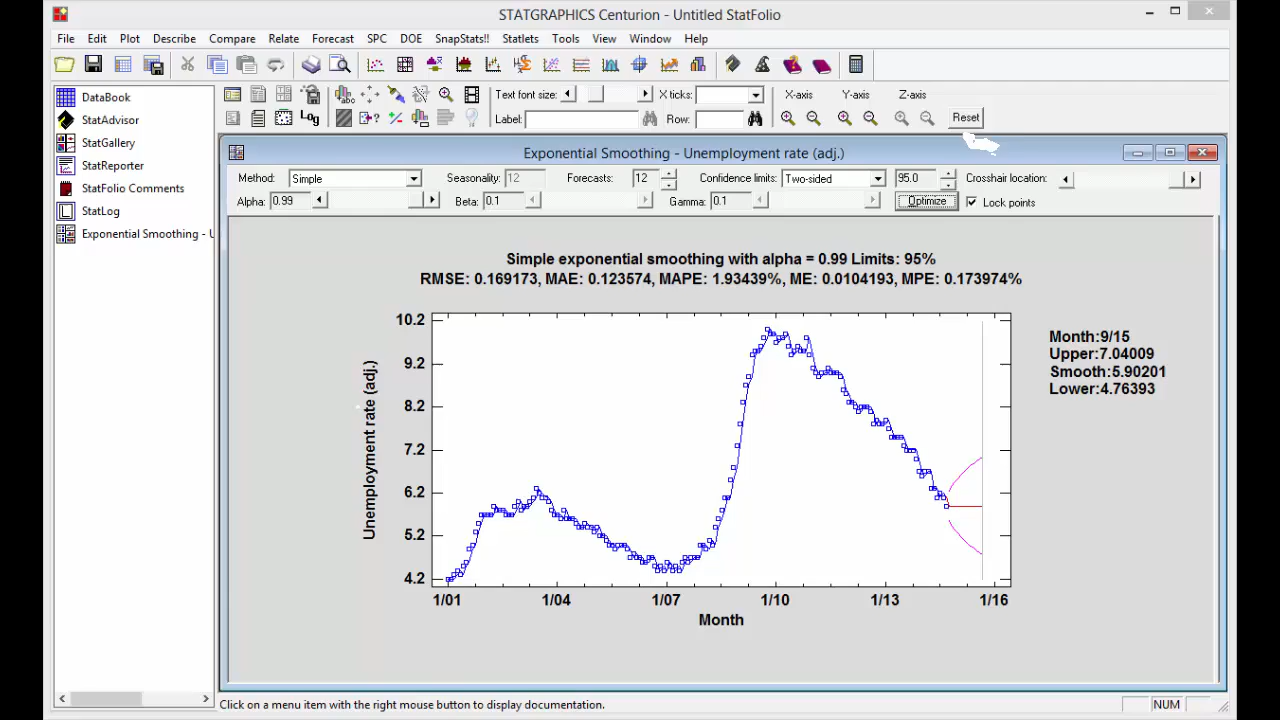 STATGRAPHICS Centurion - Untitled StatFolio
File Edit Plot Describe Compare Relate Forecast SPC DOE SnapStats!! Statlets Tools View Window Help
Text font size: X ticks: X-axis Y-axis Z-axis
Log Label: Row: Reset
DataBook
StatAdvisor
StatGallery
StatReporter
StatFolio Comments
StatLog
Exponential Smoothing - U
Exponential Smoothing - Unemployment rate (adj.)
Method: Simple Seasonality: 12 Forecasts: 12 Confidence limits: Two-sided 95.0 Crosshair location:
Alpha: 0.99 Beta: 0.1 Gamma: 0.1 Optimize Lock points
Simple exponential smoothing with alpha = 0.99 Limits: 95%
RMSE: 0.169173, MAE: 0.123574, MAPE: 1.93439%, ME: 0.0104193, MPE: 0.173974%
Unemployment rate (adj.)
10.2
9.2
8.2
7.2
6.2
5.2
4.2
1/01 1/04 1/07 1/10 1/13 1/16
Month
Month:9/15
Upper:7.04009
Smooth:5.90201
Lower:4.76393
Click on a menu item with the right mouse button to display documentation.
NUM